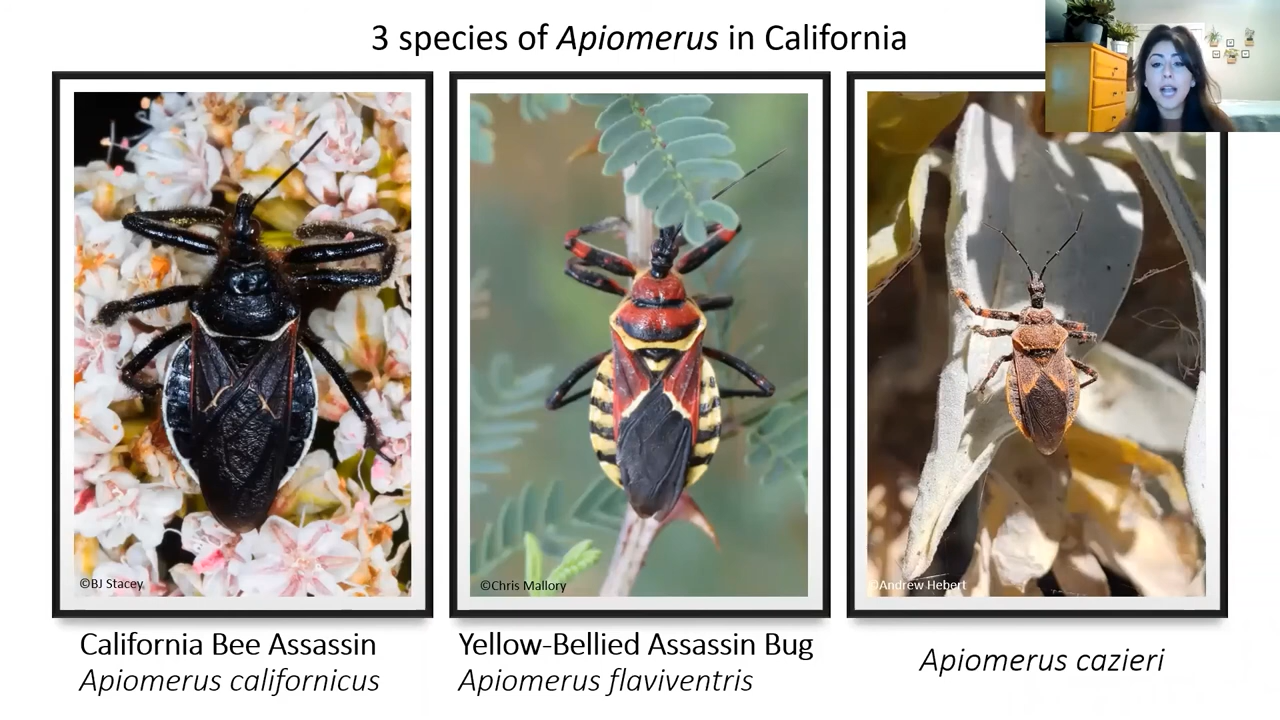 3 species of Apiomerus in California
©BJ Stacey
©Chris Mallory
©Andrew Hebert
California Bee Assassin
Apiomerus californicus
Yellow-Bellied Assassin Bug
Apiomerus flaviventris
Apiomerus cazieri